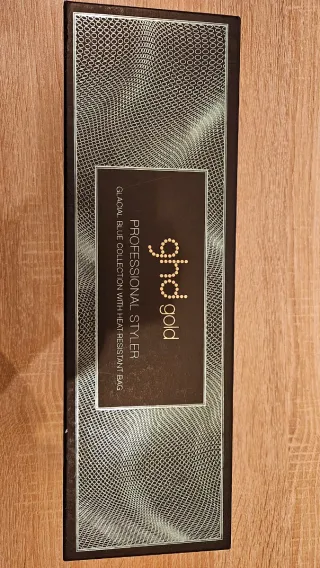 ghd gold
PROFESSIONAL STYLER
GLACIAL BLUE COLLECTION WITH HEAT-RESISTANT BAG